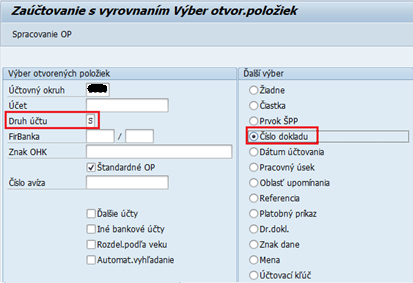 Zaúčtovanie s vyrovnaním Výber otvor.položiek
Spracovanie OP
Výber otvorených položiek
Účtovný okruh
Účet
Druh účtu S
FirBanka /
Znak OHK
Štandardné OP
Číslo avíza
Ďalšie účty
Iné bankové účty
Rozdel.podľa veku
Automat.vyhľadanie
Ďalší výber
Žiadne
Čiastka
Prvok ŠPP
Číslo dokladu
Dátum účtovania
Pracovný úsek
Oblasť upomínania
Referencia
Platobný príkaz
Dr.dokl.
Znak dane
Mena
Účtovací kľúč